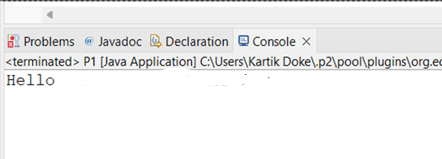 Problems Javadoc Declaration Console
<terminated> P1 [Java Application] C:\Users\Kartik Doke\.p2\pool\plugins\org.ec
Hello